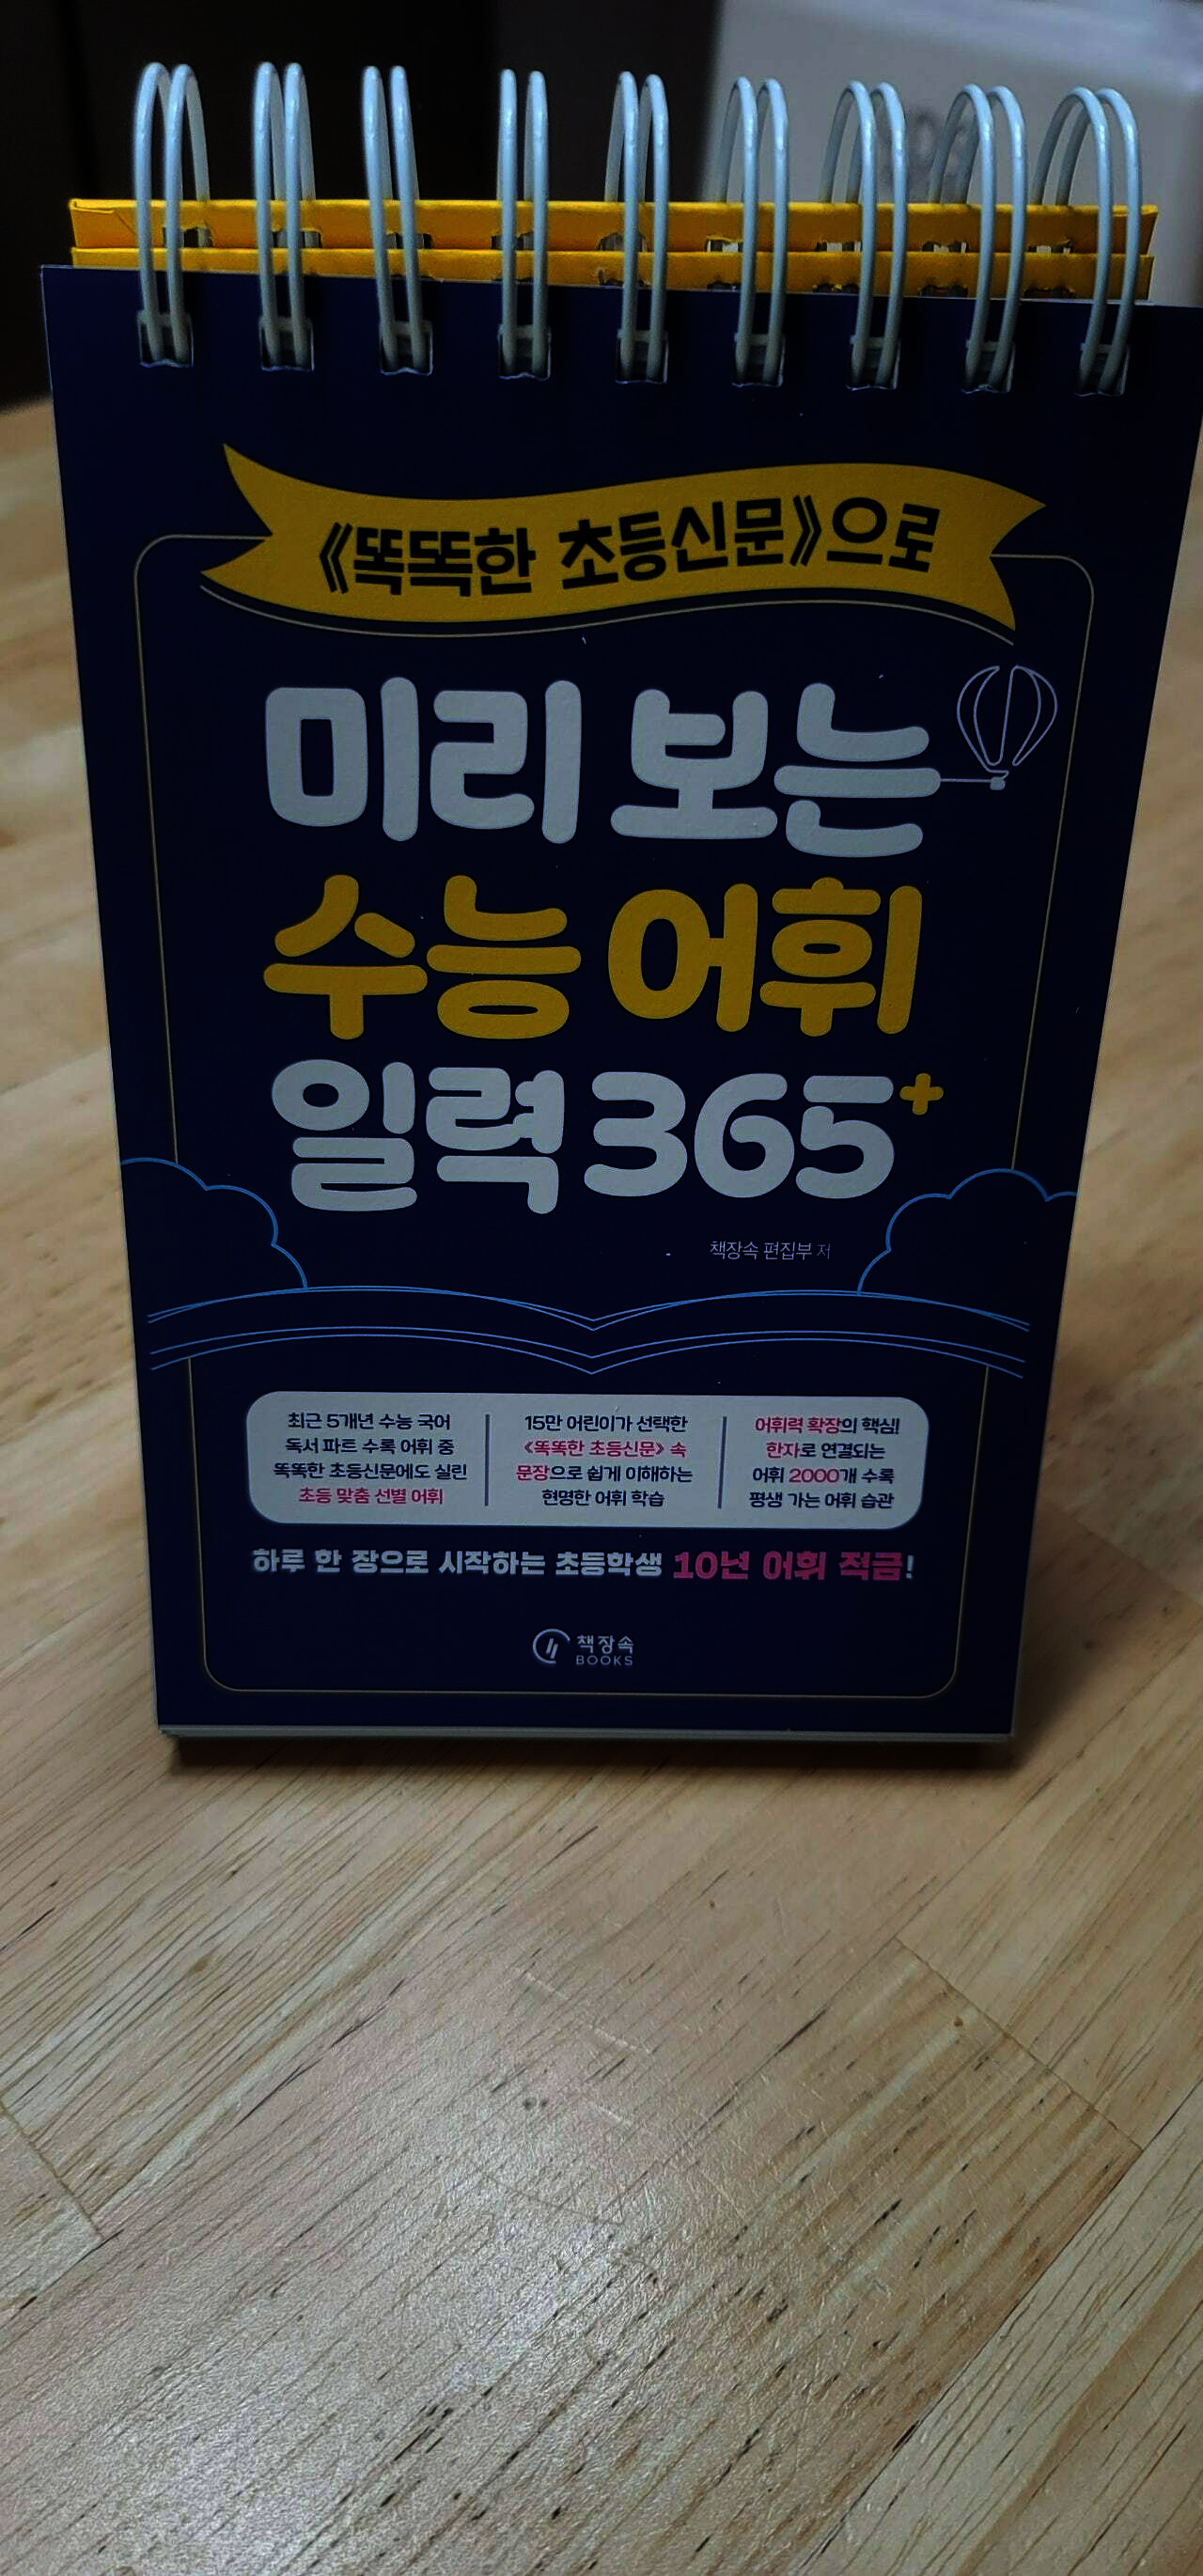 《똑똑한 초등신문》으로
미리 보는
수능 어휘
일력 365+
책장속 편집부 저
최근 5개년 수능 국어
독서 파트 수록 어휘 중
똑똑한 초등신문에도 실린
초등 맞춤 선별 어휘
15만 어린이가 선택한
《똑똑한 초등신문》 속
문장으로 쉽게 이해하는
현명한 어휘 학습
어휘력 확장의 핵심!
한자로 연결되는
어휘 2000개 수록
평생 가는 어휘 습관
하루 한 장으로 시작하는 초등학생 10년 어휘 적금!
책장속
BOOKS